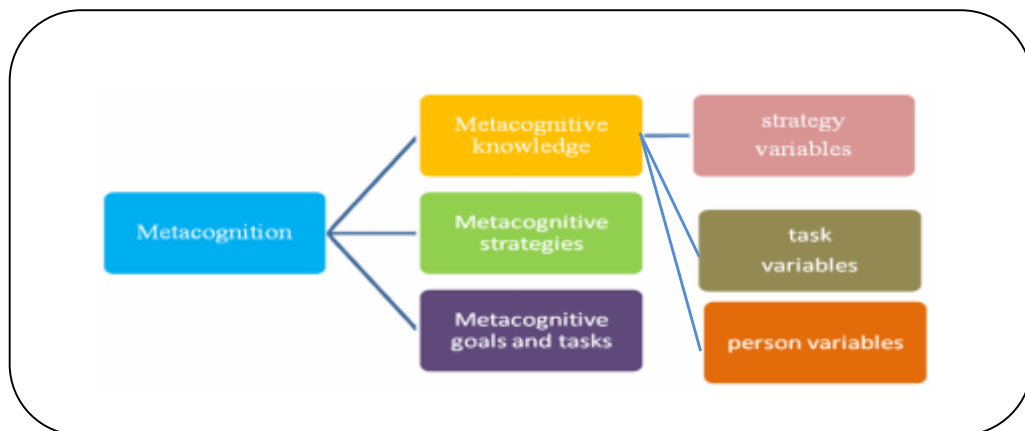 Metacognition
Metacognitive
knowledge
Metacognitive
strategies
Metacognitive
goals and tasks
strategy
variables
task
variables
person variables